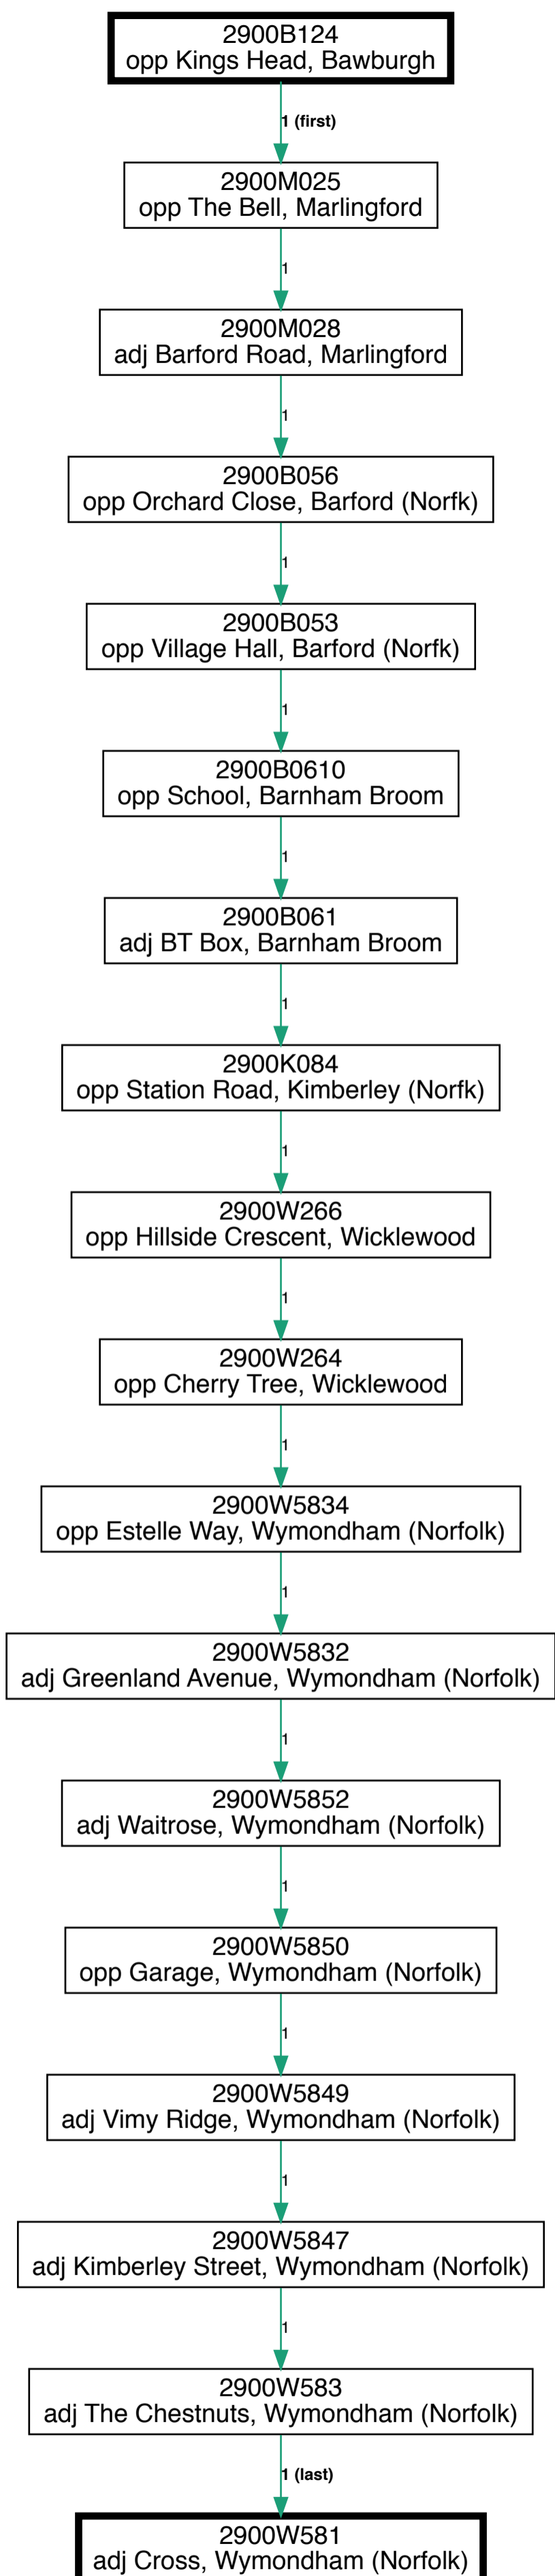 2900B124
opp Kings Head, Bawburgh
1 (first)
2900M025
opp The Bell, Marlingford
1
2900M028
adj Barford Road, Marlingford
1
2900B056
opp Orchard Close, Barford (Norfk)
1
2900B053
opp Village Hall, Barford (Norfk)
1
2900B0610
opp School, Barnham Broom
1
2900B061
adj BT Box, Barnham Broom
1
2900K084
opp Station Road, Kimberley (Norfk)
1
2900W266
opp Hillside Crescent, Wicklewood
1
2900W264
opp Cherry Tree, Wicklewood
1
2900W5834
opp Estelle Way, Wymondham (Norfolk)
1
2900W5832
adj Greenland Avenue, Wymondham (Norfolk)
1
2900W5852
adj Waitrose, Wymondham (Norfolk)
1
2900W5850
opp Garage, Wymondham (Norfolk)
1
2900W5849
adj Vimy Ridge, Wymondham (Norfolk)
1
2900W5847
adj Kimberley Street, Wymondham (Norfolk)
1
2900W583
adj The Chestnuts, Wymondham (Norfolk)
1 (last)
2900W581
adj Cross, Wymondham (Norfolk)